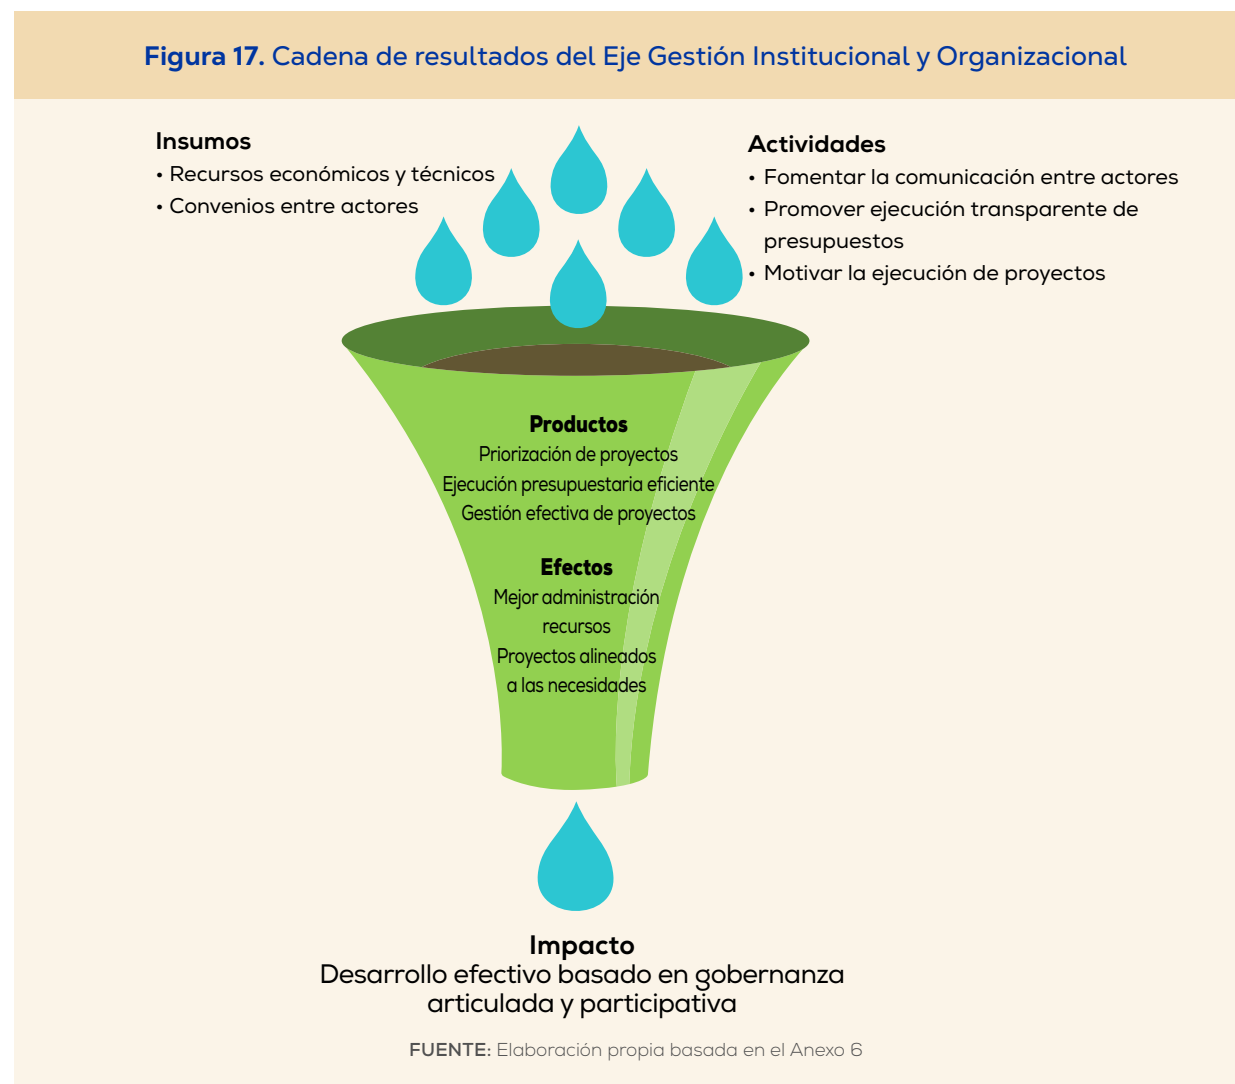 Figura 17. Cadena de resultados del Eje Gestión Institucional y Organizacional
Insumos
• Recursos económicos y técnicos
• Convenios entre actores
Actividades
• Fomentar la comunicación entre actores
• Promover ejecución transparente de
presupuestos
• Motivar la ejecución de proyectos
Productos
Priorización de proyectos
Ejecución presupuestaria eficiente
Gestión efectiva de proyectos
Efectos
Mejor administración
recursos
Proyectos alineados
a las necesidades
Impacto
Desarrollo efectivo basado en gobernanza
articulada y participativa
FUENTE: Elaboración propia basada en el Anexo 6